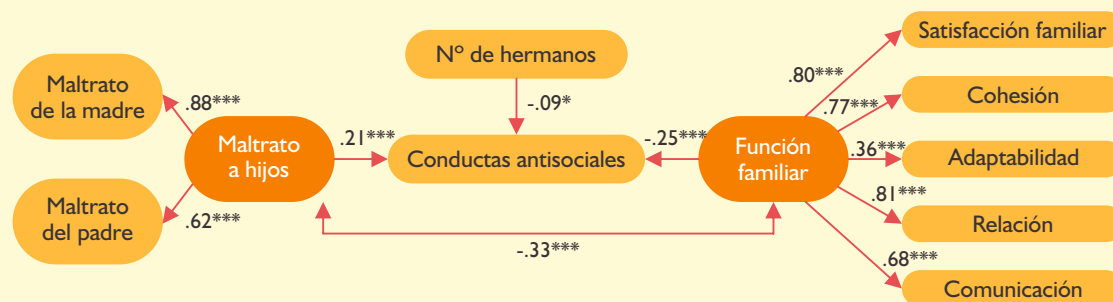 Maltrato
de la madre
Maltrato
del padre
.88***
.62***
Maltrato
a hijos
.21***
Nº de hermanos
-.09*
Conductas antisociales
-.25***
-.33***
Función
familiar
.80***
.77***
.36***
.81***
.68***
Satisfacción familiar
Cohesión
Adaptabilidad
Relación
Comunicación